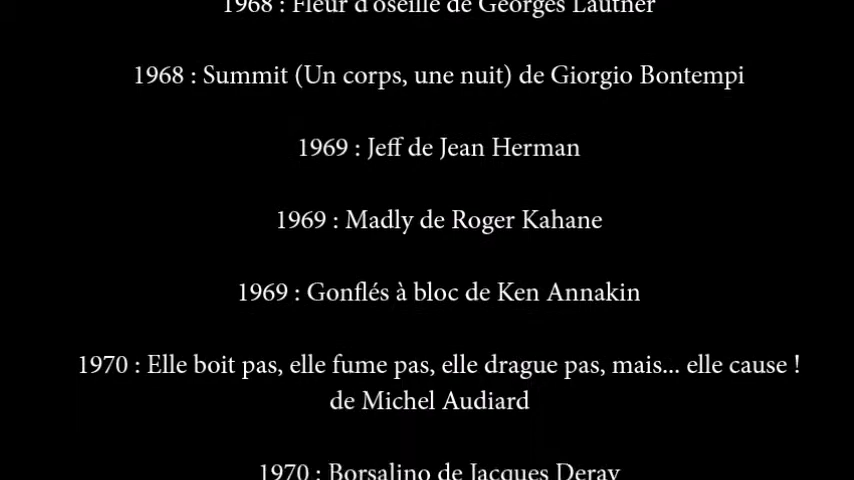 1968 : Fleur d'oseille de Georges Lautner
1968 : Summit (Un corps, une nuit) de Giorgio Bontempi
1969 : Jeff de Jean Herman
1969 : Madly de Roger Kahane
1969 : Gonflés à bloc de Ken Annakin
1970 : Elle boit pas, elle fume pas, elle drague pas, mais... elle cause !
de Michel Audiard
1970 : Borsalino de Jacques Deray